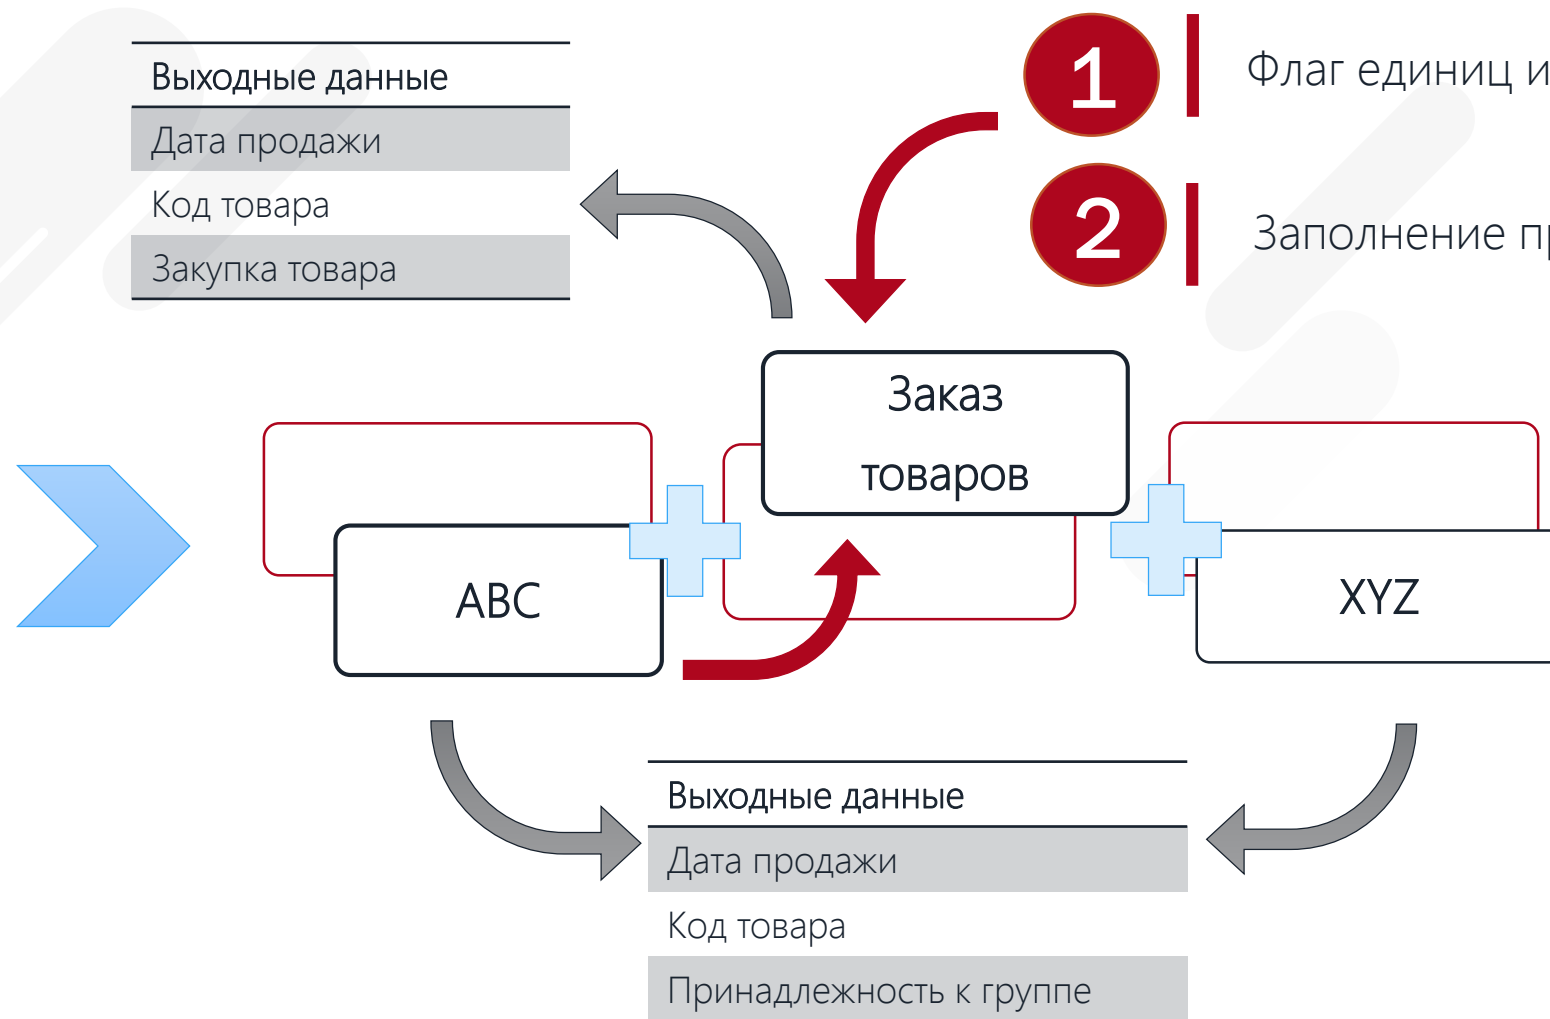 Выходные данные
Дата продажи
Код товара
Закупка товара
1
Флаг единиц
2
Заполнение
Заказ
товаров
ABC
XYZ
Выходные данные
Дата продажи
Код товара
Принадлежность к группе